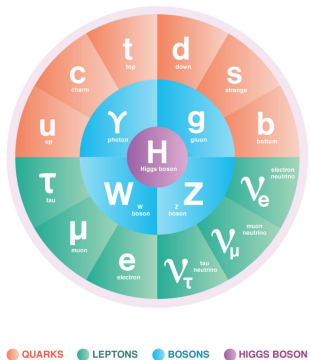 t
top
d
down
c
charm
s
strange
u
up
b
bottom
γ
photon
g
gluon
H
Higgs boson
W
W
boson
Z
Z
boson
τ
tau
νe
electron
neutrino
μ
muon
νμ
muon
neutrino
e
electron
ντ
tau
neutrino
QUARKS
LEPTONS
BOSONS
HIGGS BOSON